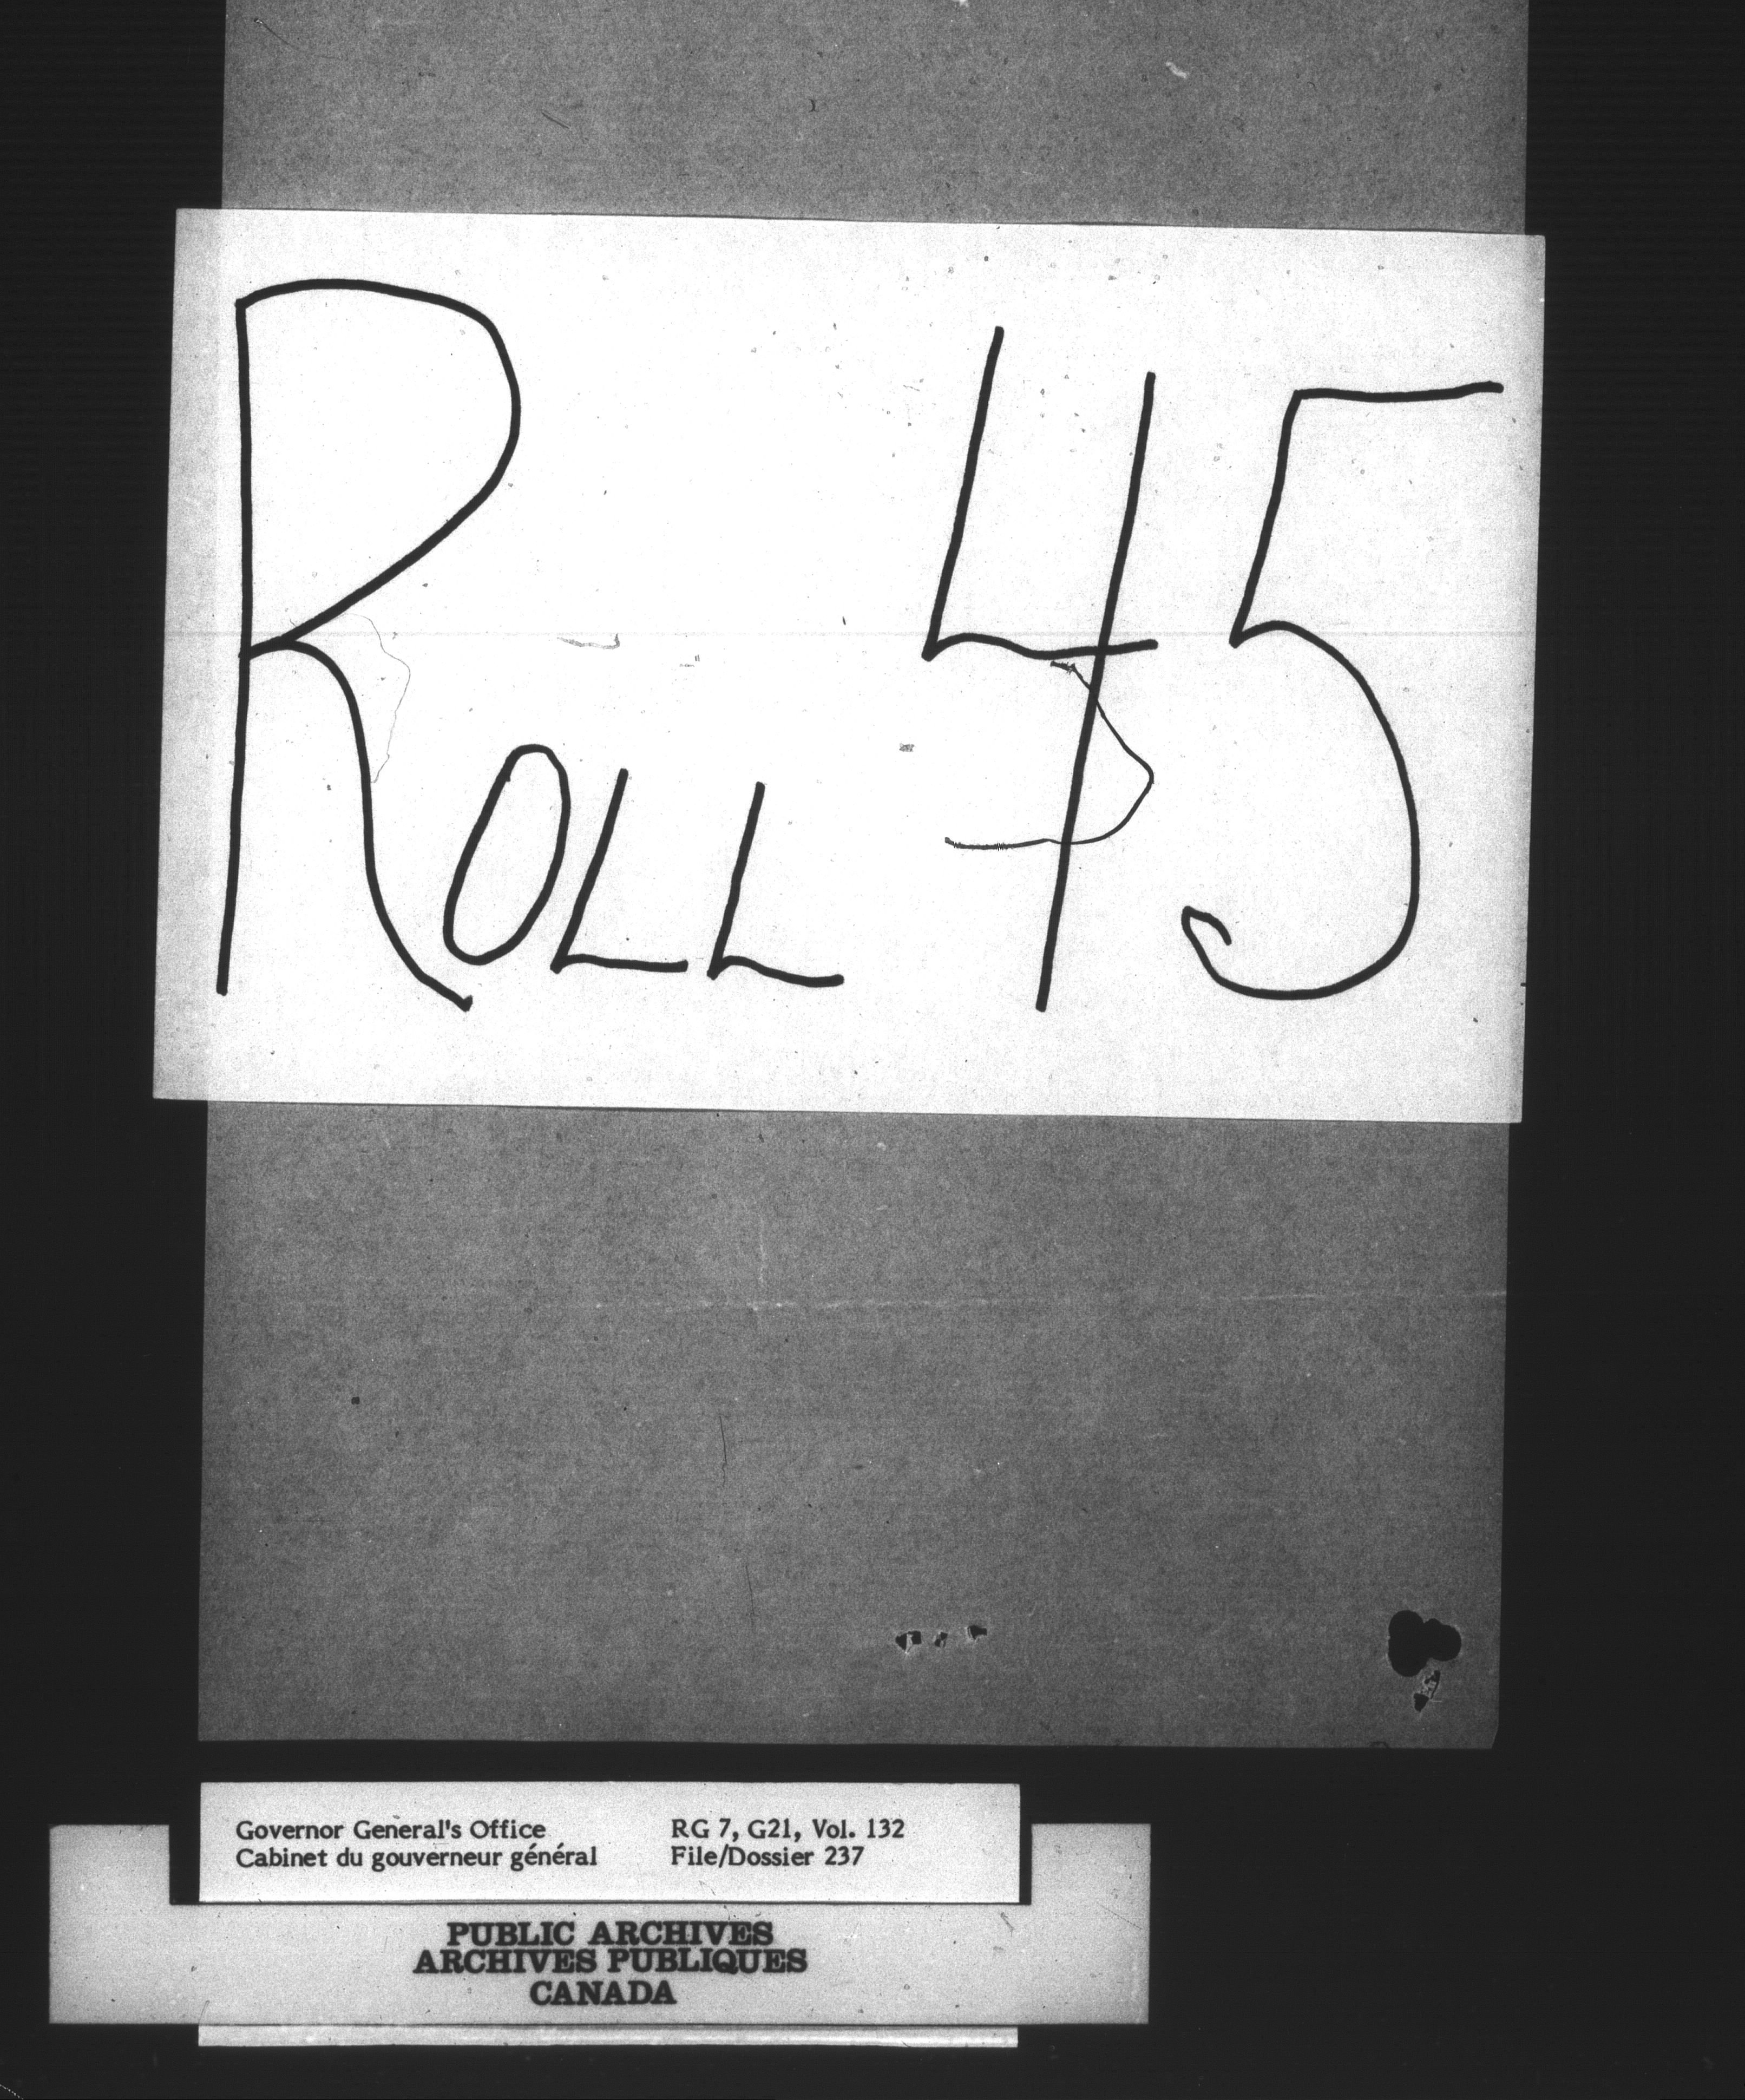 ROLL 45
Governor General's Office RG 7, G21, Vol. 132
Cabinet du gouverneur général File/Dossier 237
PUBLIC ARCHIVES
ARCHIVES PUBLIQUES
CANADA